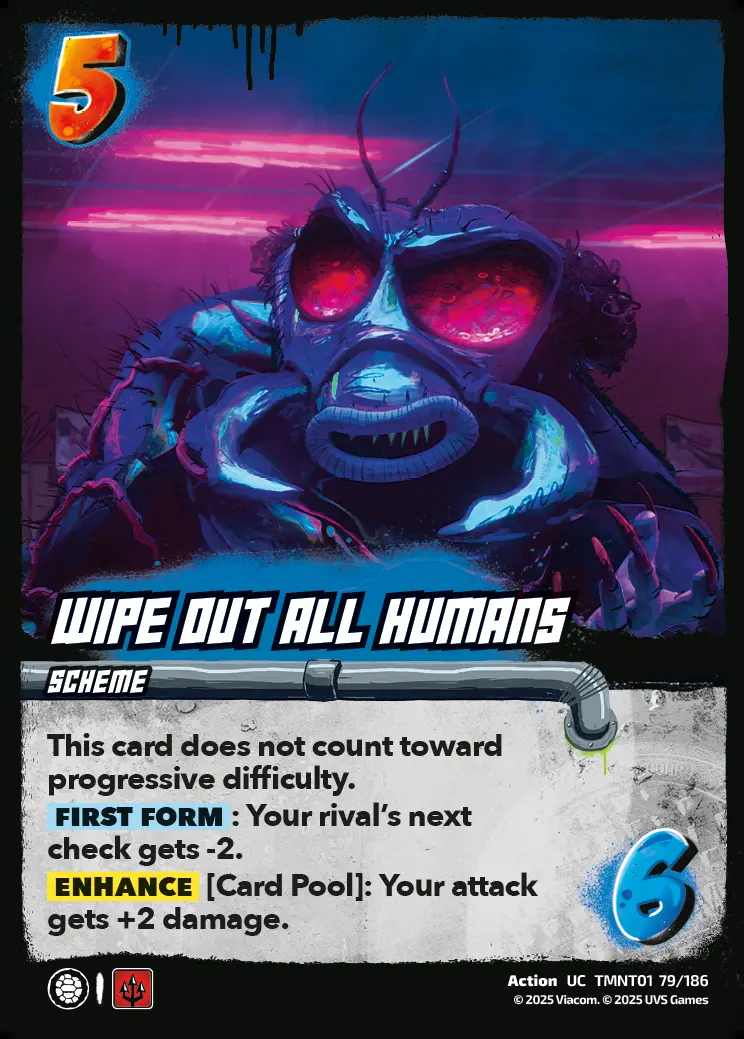 5
WIPE OUT ALL HUMANS
SCHEME
This card does not count toward
progressive difficulty.
FIRST FORM : Your rival's next
check gets -2.
ENHANCE [Card Pool]: Your attack
gets +2 damage.
6
Action UC TMNT01 79/186
© 2025 Viacom. © 2025 UVS Games